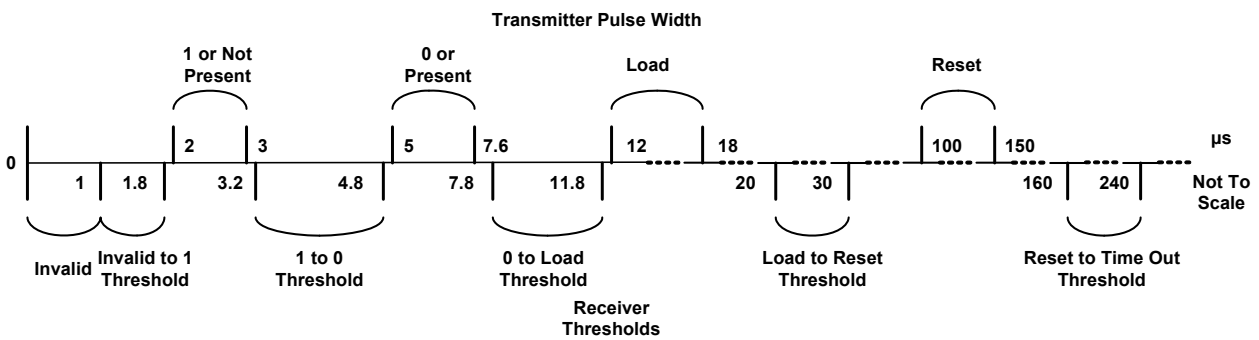 Transmitter Pulse Width
1 or Not
Present
0 or
Present
Load
Reset
2
3
5
7.6
12
18
100
150
µs
0
1
1.8
3.2
4.8
7.8
11.8
20
30
160
240
Not To
Scale
Invalid
Invalid to 1
Threshold
1 to 0
Threshold
0 to Load
Threshold
Load to Reset
Threshold
Reset to Time Out
Threshold
Receiver
Thresholds